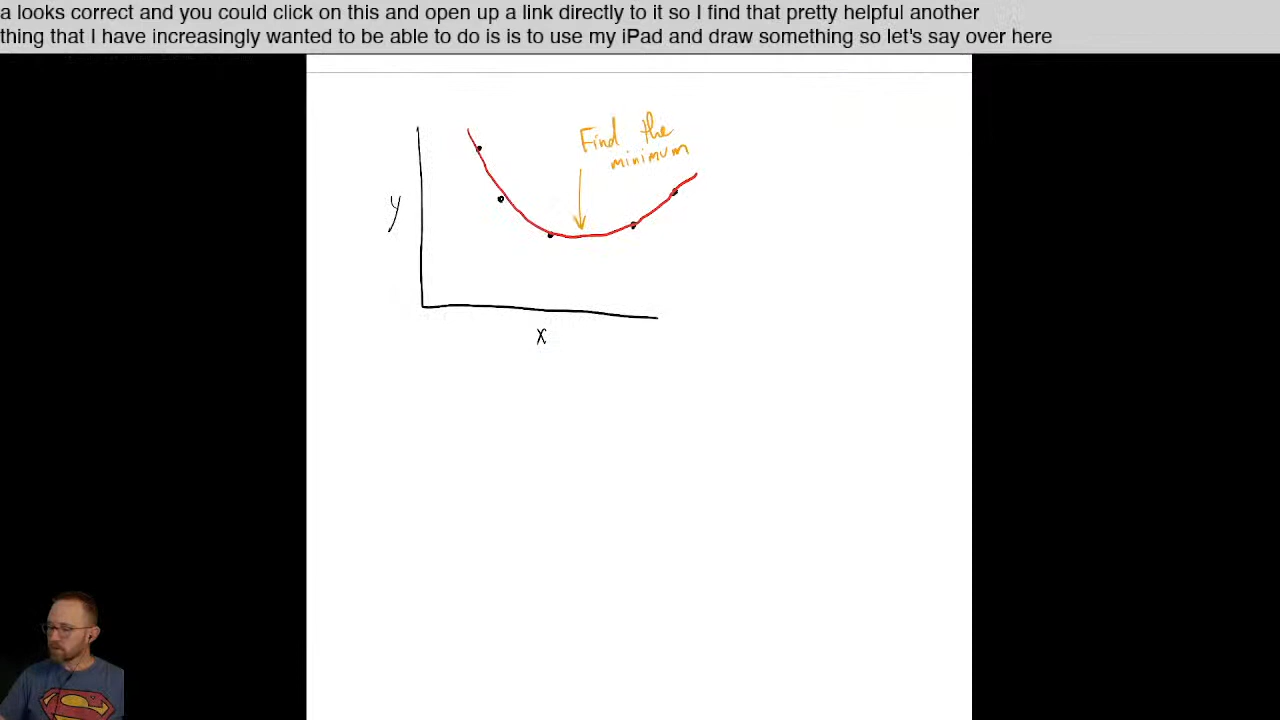 a looks correct and you could click on this and open up a link directly to it so I find that pretty helpful another
thing that I have increasingly wanted to be able to do is is to use my iPad and draw something so let's say over here
Find the
minimum
y
x